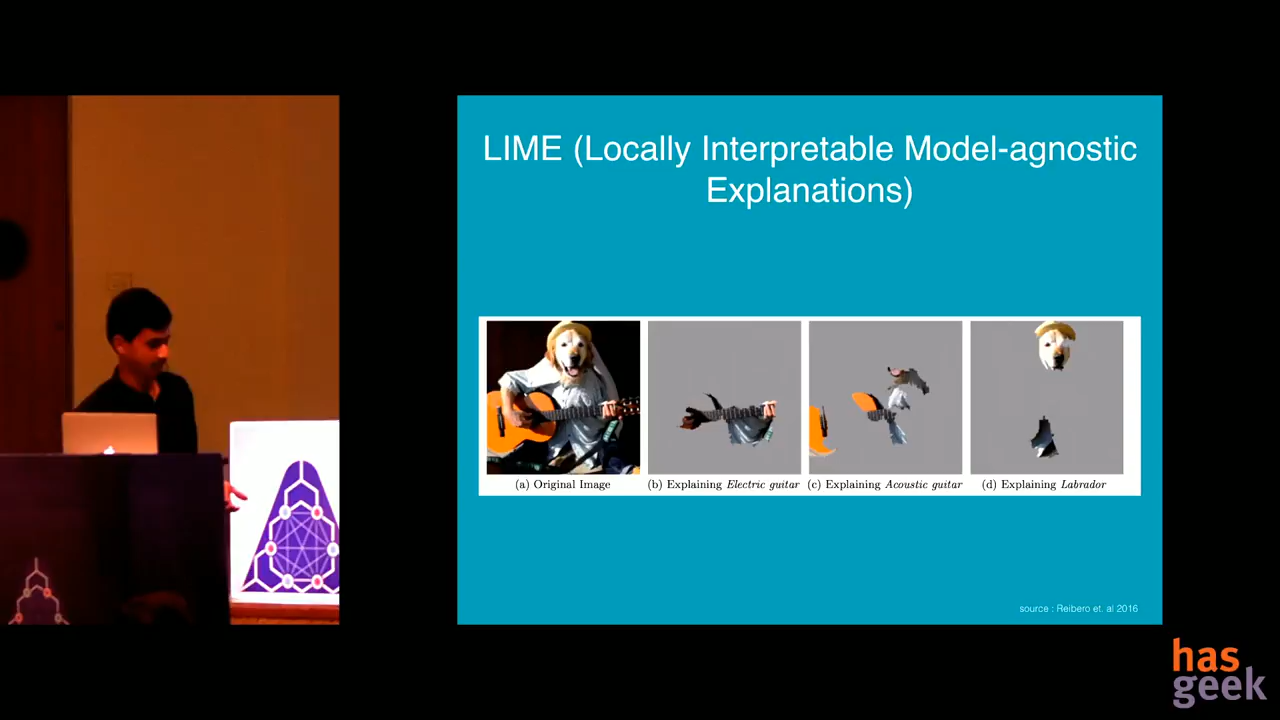 LIME (Locally Interpretable Model-agnostic
Explanations)
(a) Original Image
(b) Explaining Electric guitar
(c) Explaining Acoustic guitar
(d) Explaining Labrador
source : Reibero et. al 2016
has
geek